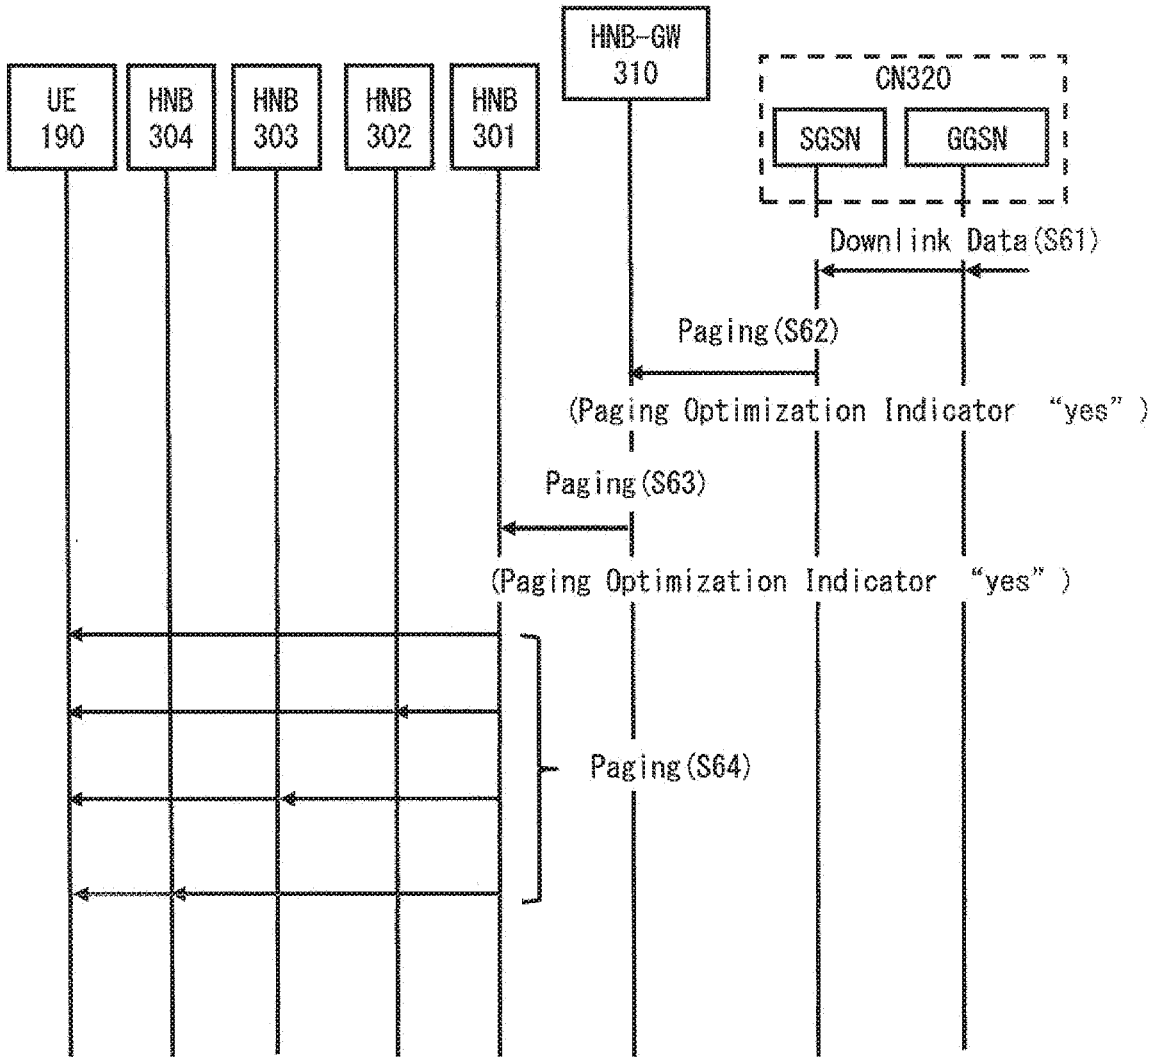 HNB-GW
310
CN320
UE
190
HNB
304
HNB
303
HNB
302
HNB
301
SGSN
GGSN
Downlink Data(S61)
Paging(S62)
(Paging Optimization Indicator “yes” )
Paging(S63)
(Paging Optimization Indicator “yes” )
Paging(S64)